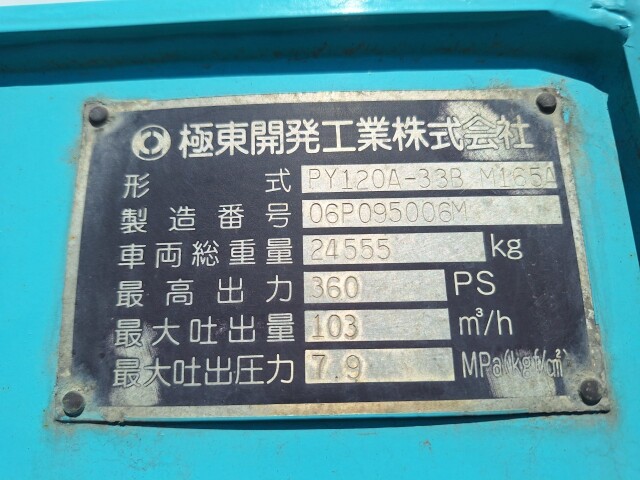 極東開発工業株式会社
形式 PY120A-33B M165A
製造番号 06P095006M
車両総重量 24555 kg
最高出力 360 PS
最大吐出量 103 m³/h
最大吐出圧力 7.9 MPa(kgf/cm²)